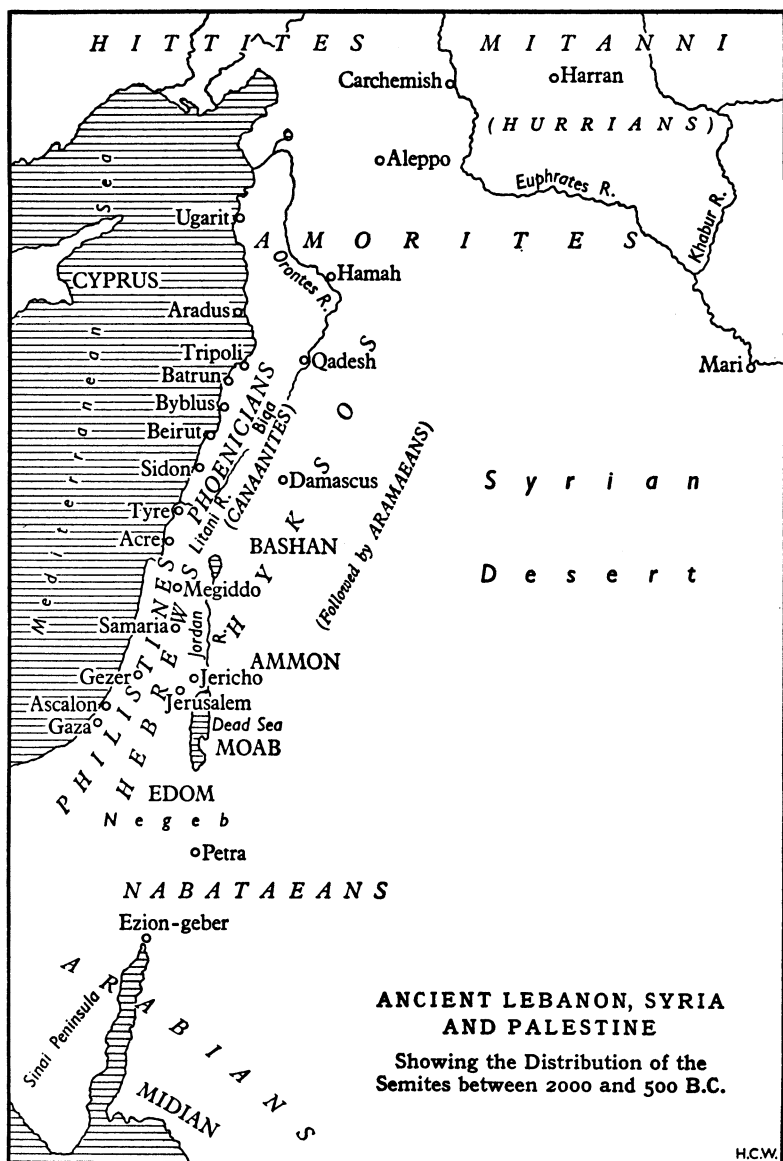 HITTITES
MITANNI
Carchemish
Harran
(HURRIANS)
Aleppo
Euphrates R.
Khabur R.
Ugarit
AMORITES
Orontes R.
Hamah
CYPRUS
Mediterranean Sea
Aradus
Tripoli
Qadesh
Mari
Batrun
Byblus
Beirut
PHOENICIANS
Biqa
(CANAANITES)
Litani R.
Sidon
Damascus
Syrian
Desert
Tyre
Acre
BASHAN
HYKSOS
(Followed by ARAMAEANS)
Megiddo
Samaria
Jordan R.
AMMON
Gezer
Jericho
Jerusalem
Ascalon
Gaza
Dead Sea
MOAB
PHILISTINES
HEBREWS
EDOM
Negeb
Petra
NABATAEANS
Ezion-geber
ARABIANS
Sinai Peninsula
MIDIAN
ANCIENT LEBANON, SYRIA
AND PALESTINE
Showing the Distribution of the
Semites between 2000 and 500 B.C.
H.C.W.